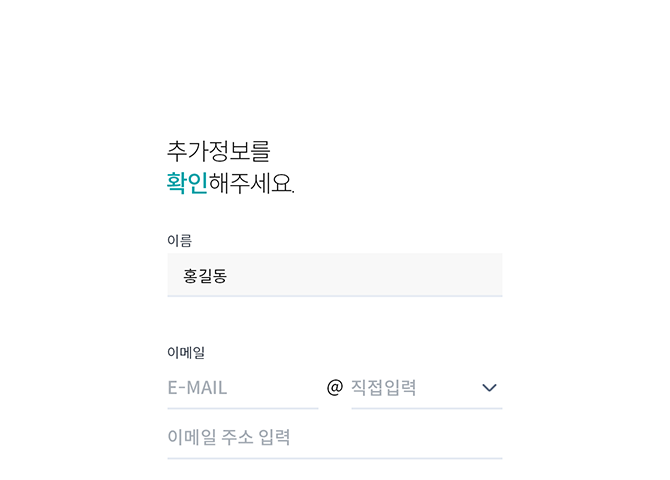 추가정보를
확인해주세요.
이름
홍길동
이메일
E-MAIL @ 직접입력
이메일 주소 입력